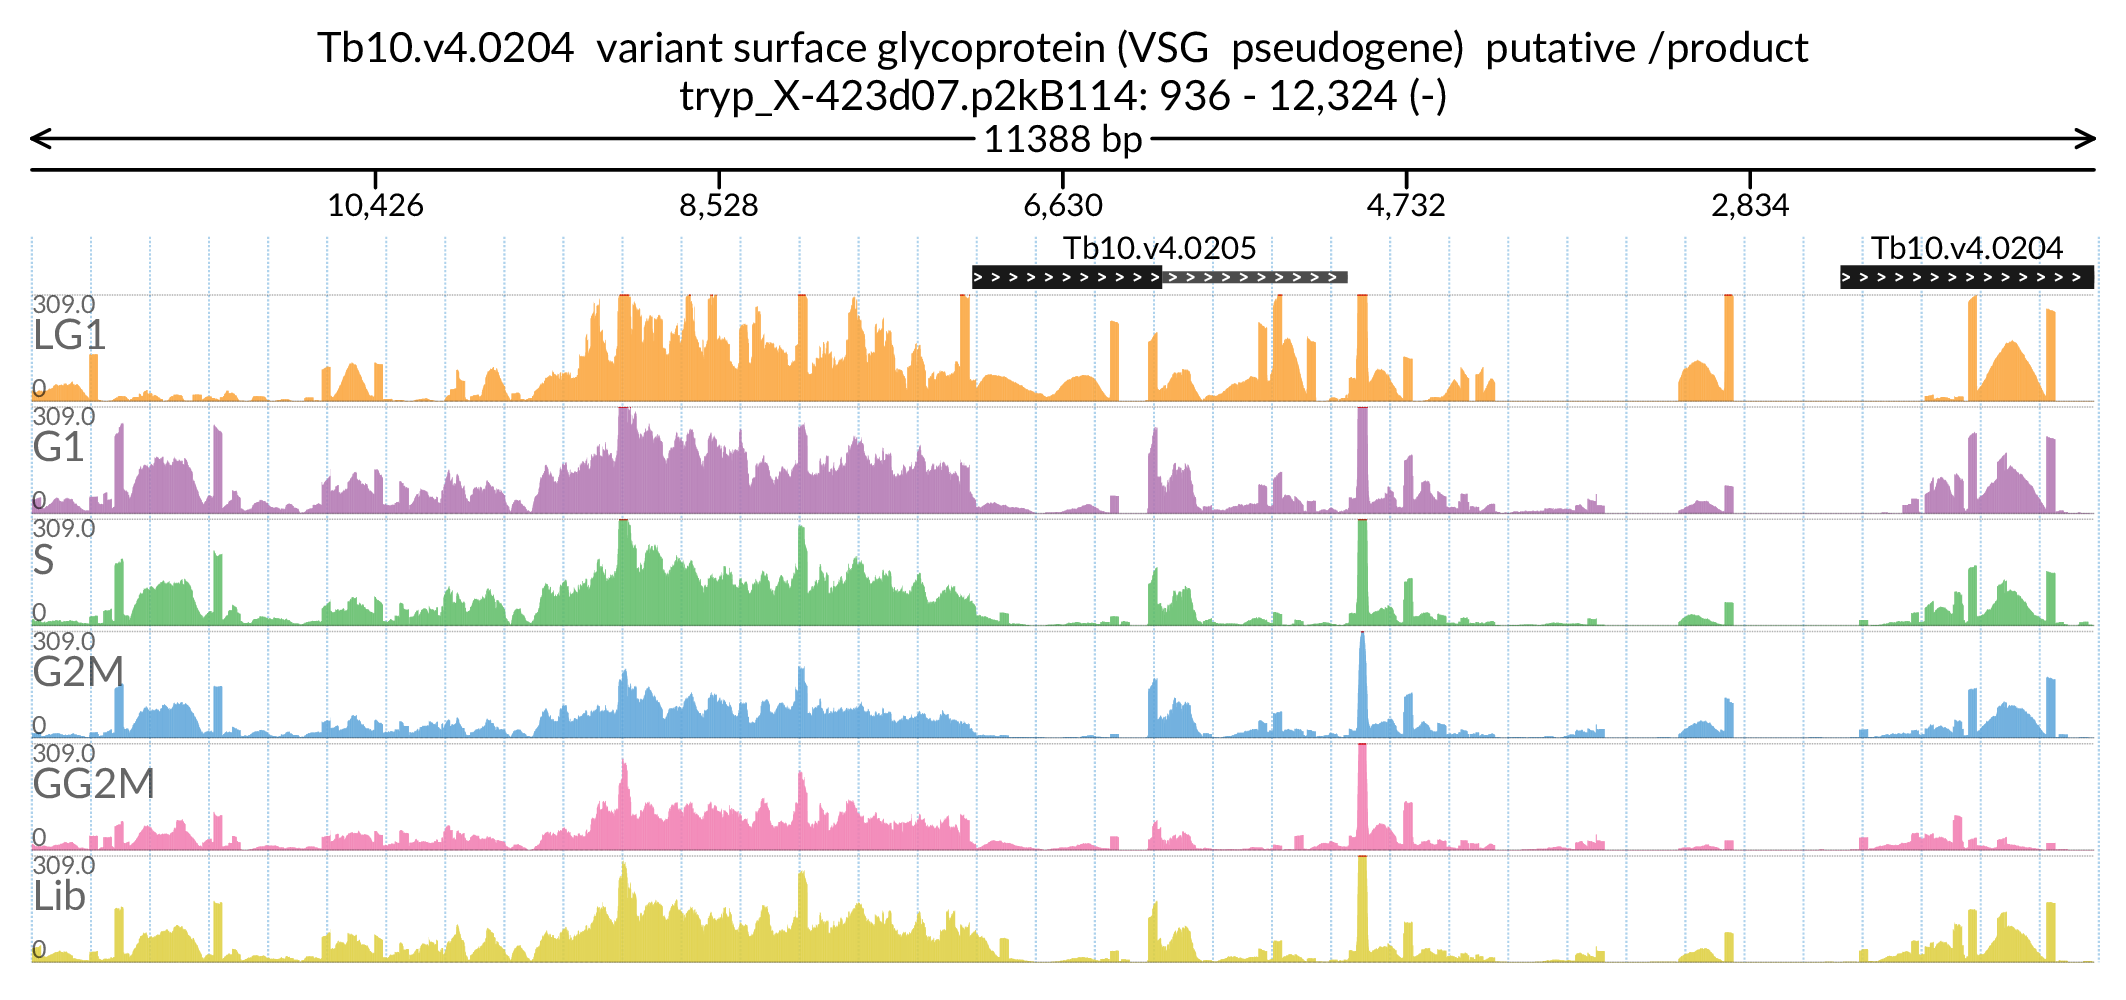 Tb10.v4.0204  variant surface glycoprotein (VSG  pseudogene)  putative /product
tryp_X-423d07.p2kB114: 936 - 12,324 (-)
11388 bp
10,426 8,528 6,630 4,732 2,834
Tb10.v4.0205 Tb10.v4.0204
309.0
LG1
0
309.0
G1
0
309.0
S
0
309.0
G2M
0
309.0
GG2M
0
309.0
Lib
0